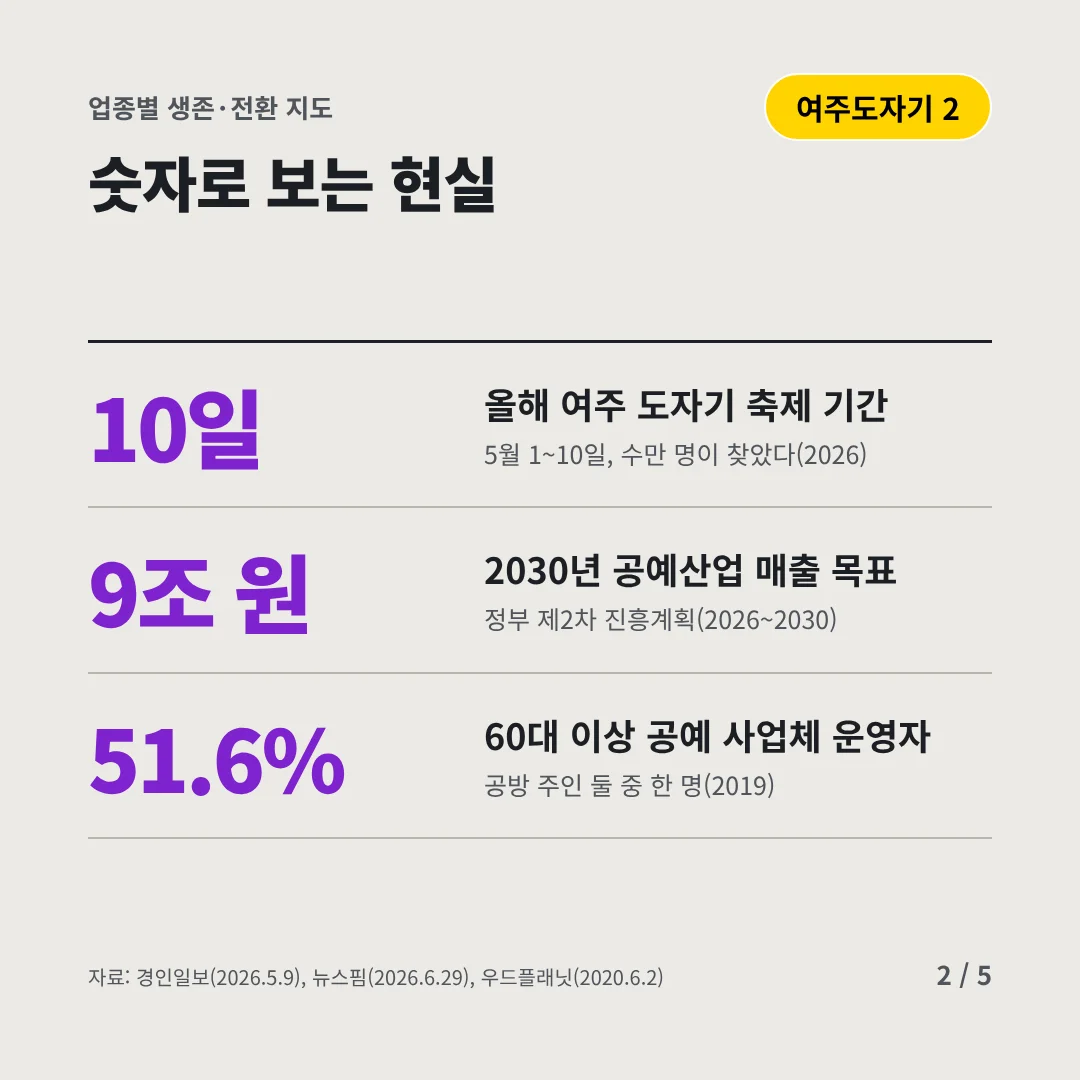 업종별 생존·전환 지도
여주도자기 2
숫자로 보는 현실
10일
올해 여주 도자기 축제 기간
5월 1~10일, 수만 명이 찾았다(2026)
9조 원
2030년 공예산업 매출 목표
정부 제2차 진흥계획(2026~2030)
51.6%
60대 이상 공예 사업체 운영자
공방 주인 둘 중 한 명(2019)
자료: 경인일보(2026.5.9), 뉴스핌(2026.6.29), 우드플래닛(2020.6.2)
2 / 5